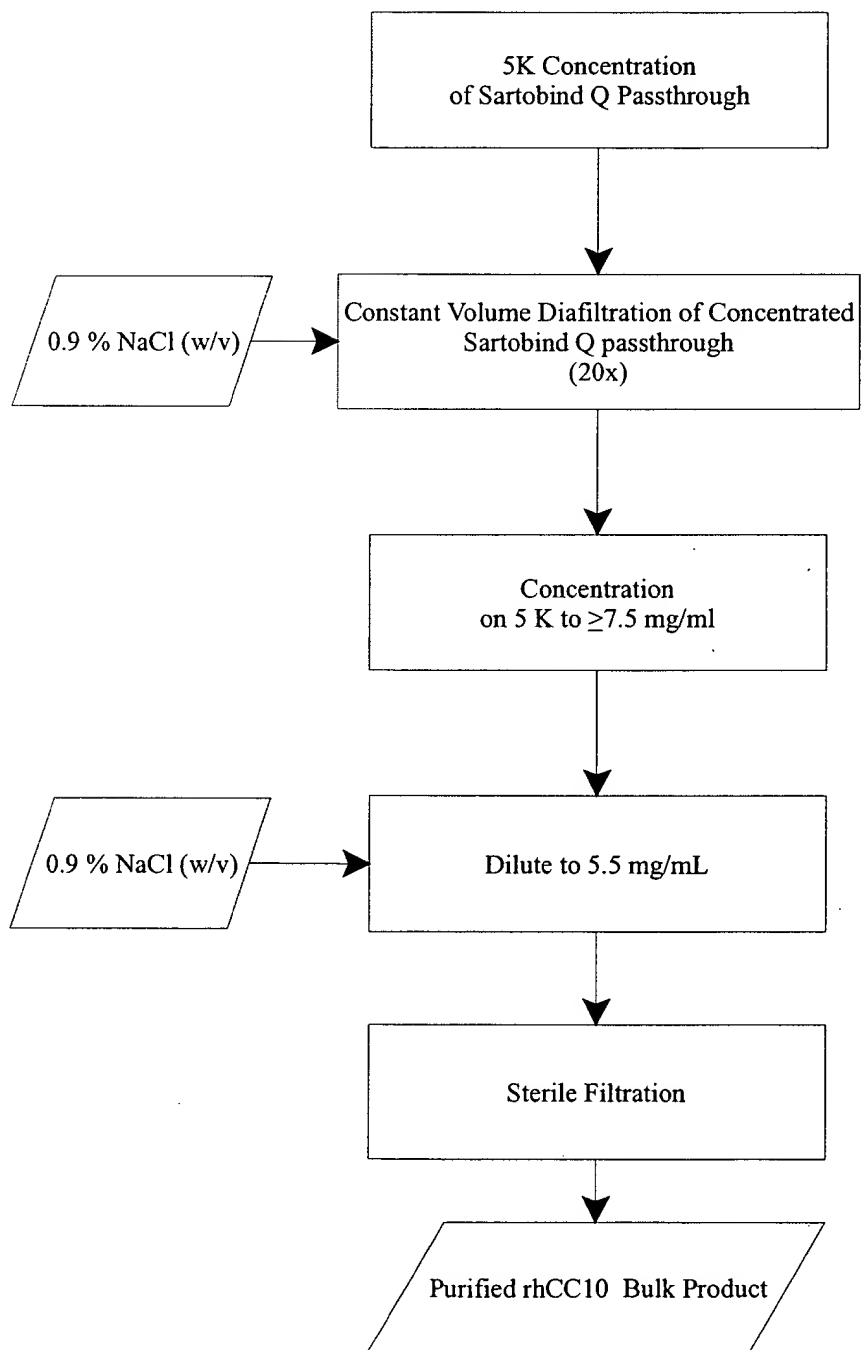 5K Concentration
of Sartobind Q Passthrough
0.9 % NaCl (w/v)
Constant Volume Diafiltration of Concentrated
Sartobind Q passthrough
(20x)
Concentration
on 5 K to ≥7.5 mg/ml
0.9 % NaCl (w/v)
Dilute to 5.5 mg/mL
Sterile Filtration
Purified rhCC10 Bulk Product